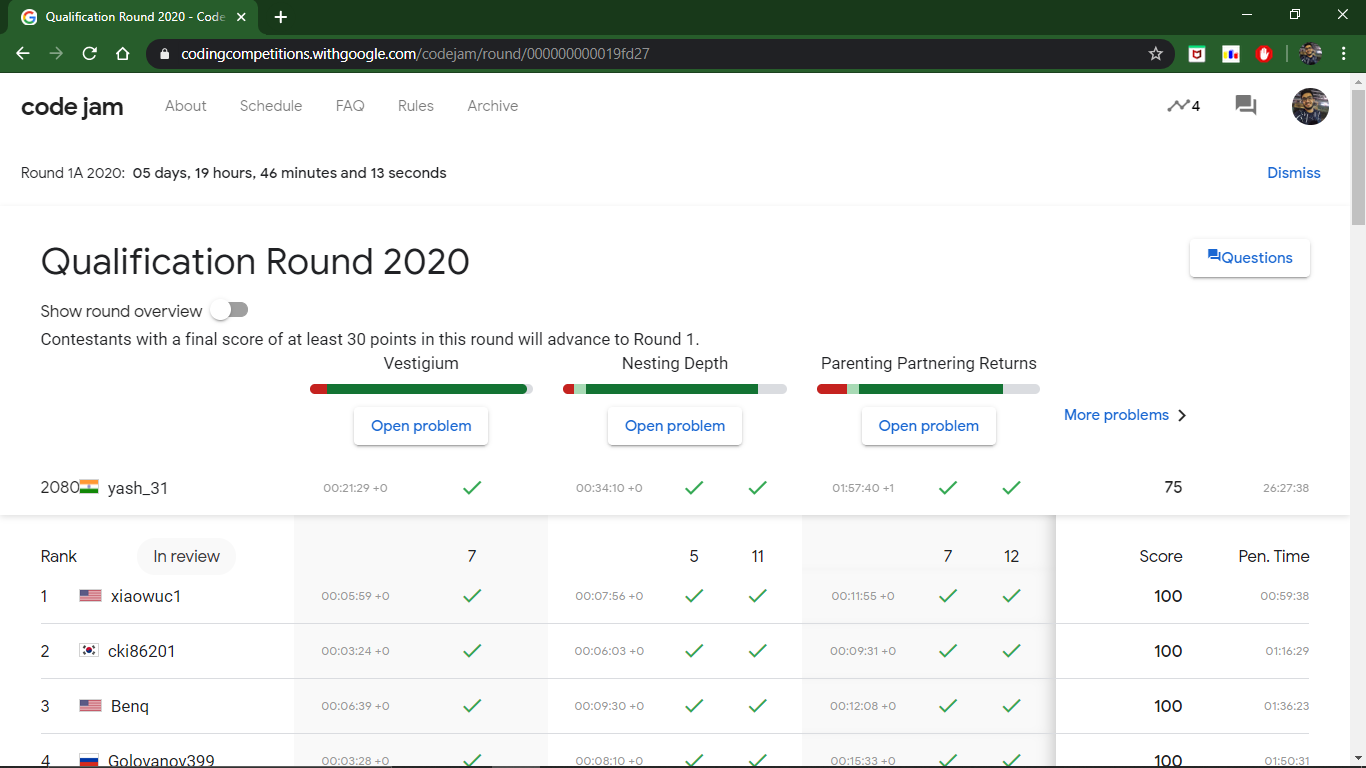 Qualification Round 2020 - Code
codingcompetitions.withgoogle.com/codejam/round/000000000019fd27
code jam About Schedule FAQ Rules Archive 4
Round 1A 2020: 05 days, 19 hours, 46 minutes and 13 seconds Dismiss
Qualification Round 2020 Questions
Show round overview
Contestants with a final score of at least 30 points in this round will advance to Round 1.
Vestigium Nesting Depth Parenting Partnering Returns
Open problem Open problem Open problem More problems
2080 yash_31 00:21:29 +0 00:34:10 +0 01:57:40 +1 75 26:27:38
Rank In review 7 5 11 7 12 Score Pen. Time
1 xiaowuc1 00:05:59 +0 00:07:56 +0 00:11:55 +0 100 00:59:38
2 cki86201 00:03:24 +0 00:06:03 +0 00:09:31 +0 100 01:16:29
3 Benq 00:06:39 +0 00:09:30 +0 00:12:08 +0 100 01:36:23
4 Golovanov399 00:03:28 +0 00:08:10 +0 00:15:33 +0 100 01:50:31